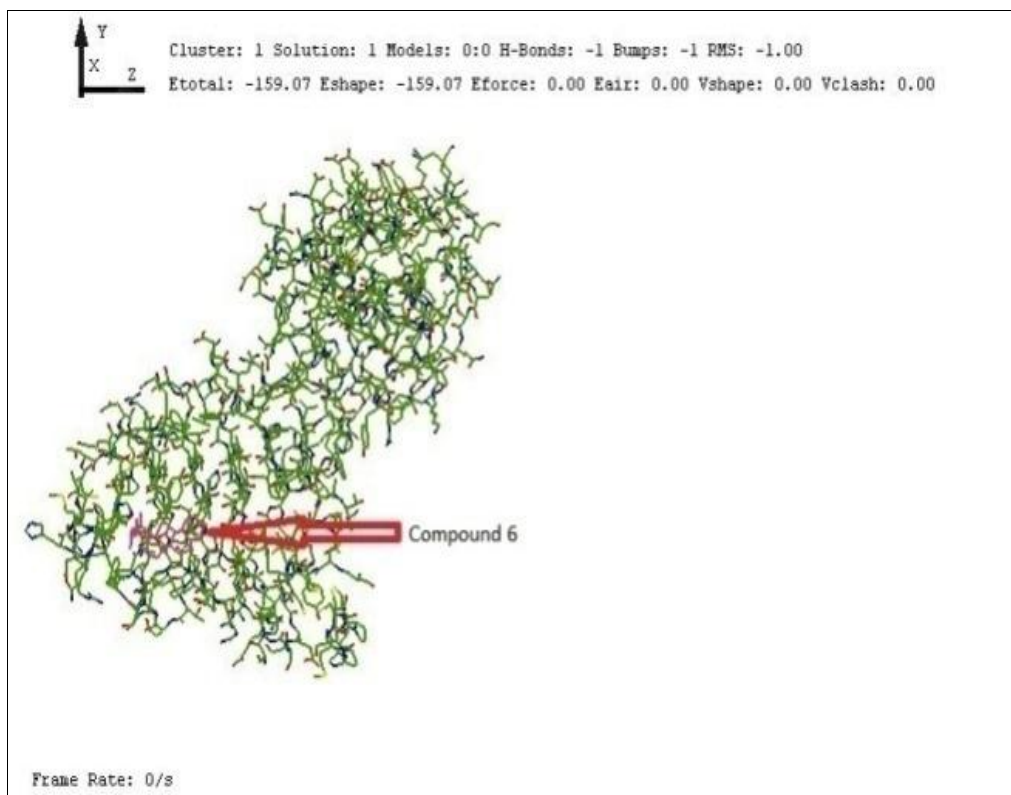 Y
X Z
Cluster: 1 Solution: 1 Models: 0:0 H-Bonds: -1 Bumps: -1 RMS: -1.00
Etotal: -159.07 Eshape: -159.07 Eforce: 0.00 Eair: 0.00 Vshape: 0.00 Vclash: 0.00
Compound 6
Frame Rate: 0/s